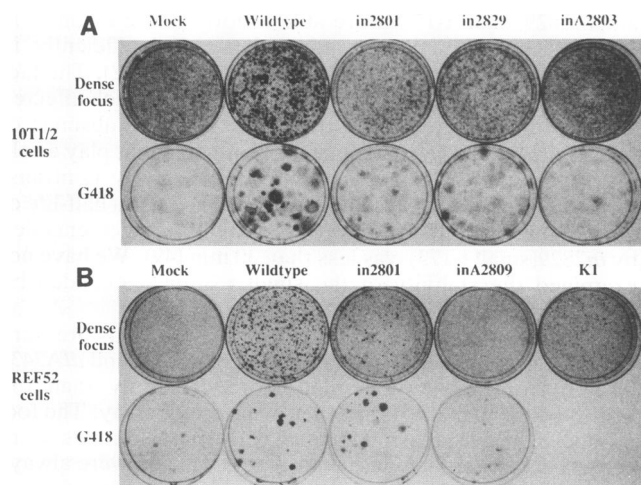 A
Mock Wildtype in2801 in2829 inA2803
Dense
focus
10T1/2
cells
G418
B
Mock Wildtype in2801 inA2809 K1
Dense
focus
REF52
cells
G418